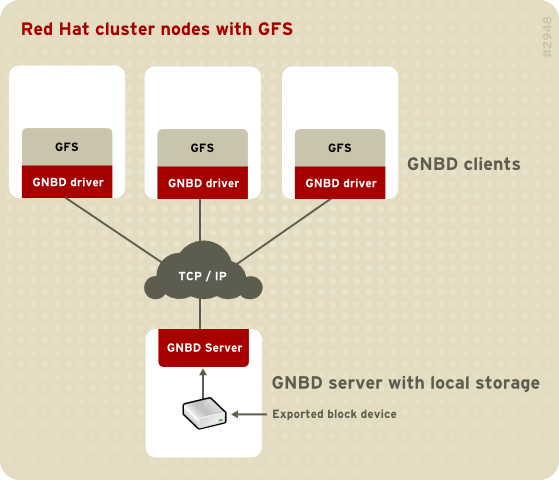 Red Hat cluster nodes with GFS
#2948
GFS
GFS
GFS
GNBD driver
GNBD driver
GNBD driver
GNBD clients
TCP / IP
GNBD Server
GNBD server with local storage
Exported block device